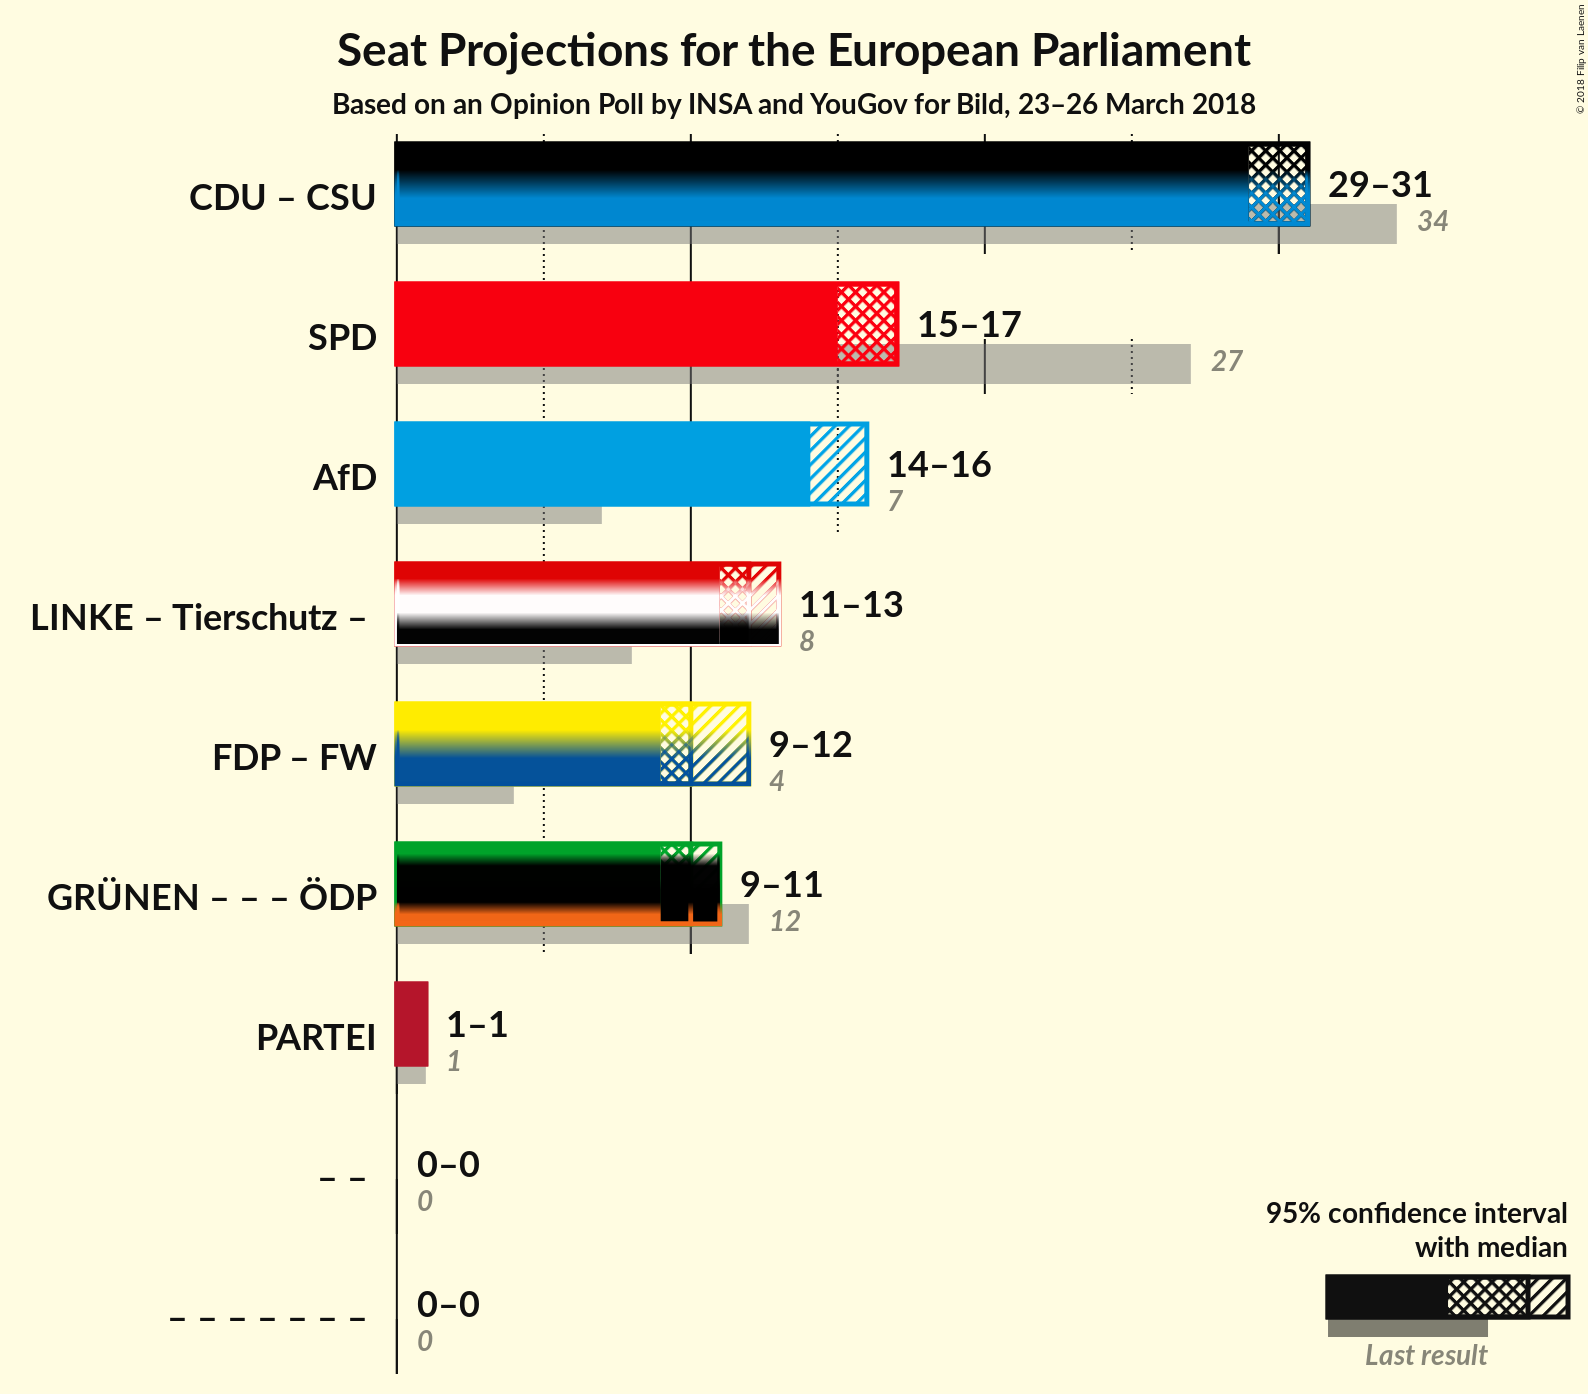 Seat Projections for the European Parliament
Based on an Opinion Poll by INSA and YouGov for Bild, 23–26 March 2018
© 2018 Filip van Laenen
CDU – CSU
29–31
34
SPD
15–17
27
AfD
14–16
7
LINKE – Tierschutz –
11–13
8
FDP – FW
9–12
4
GRÜNEN – – – ÖDP
9–11
12
PARTEI
1–1
1
– –
0–0
0
– – – – – – –
0–0
0
95% confidence interval
with median
Last result